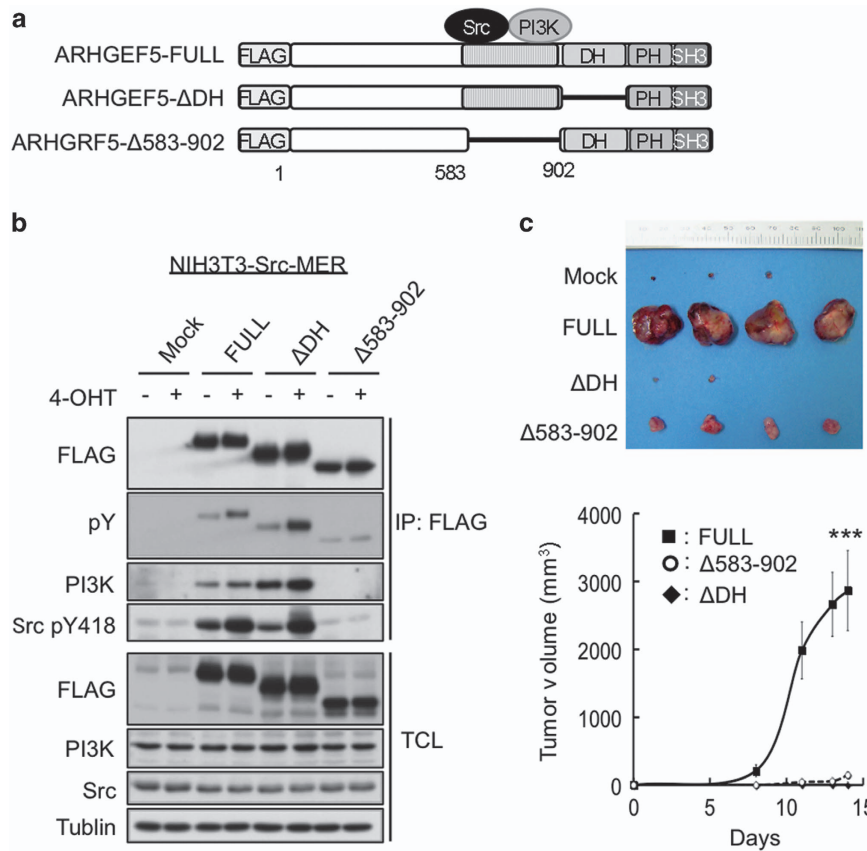 a
Src PI3K
ARHGEF5-FULL FLAG DH PH SH3
ARHGEF5-ΔDH FLAG PH SH3
ARHGRF5-Δ583-902 FLAG DH PH SH3
1 583 902
b
NIH3T3-Src-MER
Mock FULL ΔDH Δ583-902
4-OHT - + - + - + - +
FLAG
pY
PI3K
Src pY418
IP: FLAG
FLAG
PI3K
Src
Tublin
TCL
c
Mock
FULL
ΔDH
Δ583-902
4000
3000
2000
1000
0
Tumor volume (mm³)
■ : FULL
○ : Δ583-902
◆ : ΔDH
***
0 5 10 15
Days